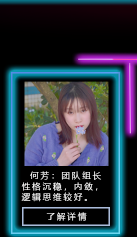 何芳：团队组长
性格沉稳，内敛，
逻辑思维较好。
了解详情